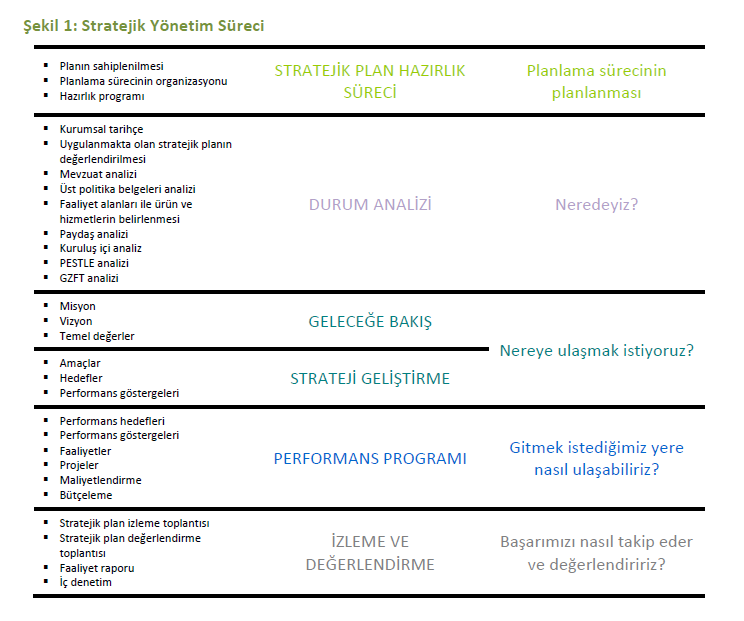 Şekil 1: Stratejik Yönetim Süreci
▪ Planın sahiplenilmesi
▪ Planlama sürecinin organizasyonu
▪ Hazırlık programı
STRATEJİK PLAN HAZIRLIK
SÜRECİ
Planlama sürecinin
planlanması
▪ Kurumsal tarihçe
▪ Uygulanmakta olan stratejik planın
değerlendirilmesi
▪ Mevzuat analizi
▪ Üst politika belgeleri analizi
▪ Faaliyet alanları ile ürün ve
hizmetlerin belirlenmesi
▪ Paydaş analizi
▪ Kuruluş içi analiz
▪ PESTLE analizi
▪ GZFT analizi
DURUM ANALİZİ
Neredeyiz?
▪ Misyon
▪ Vizyon
▪ Temel değerler
GELECEĞE BAKIŞ
▪ Amaçlar
▪ Hedefler
▪ Performans göstergeleri
STRATEJİ GELİŞTİRME
Nereye ulaşmak istiyoruz?
▪ Performans hedefleri
▪ Performans göstergeleri
▪ Faaliyetler
▪ Projeler
▪ Maliyetlendirme
▪ Bütçeleme
PERFORMANS PROGRAMI
Gitmek istediğimiz yere
nasıl ulaşabiliriz?
▪ Stratejik plan izleme toplantısı
▪ Stratejik plan değerlendirme
toplantısı
▪ Faaliyet raporu
▪ İç denetim
İZLEME VE
DEĞERLENDİRME
Başarımızı nasıl takip eder
ve değerlendiririz?